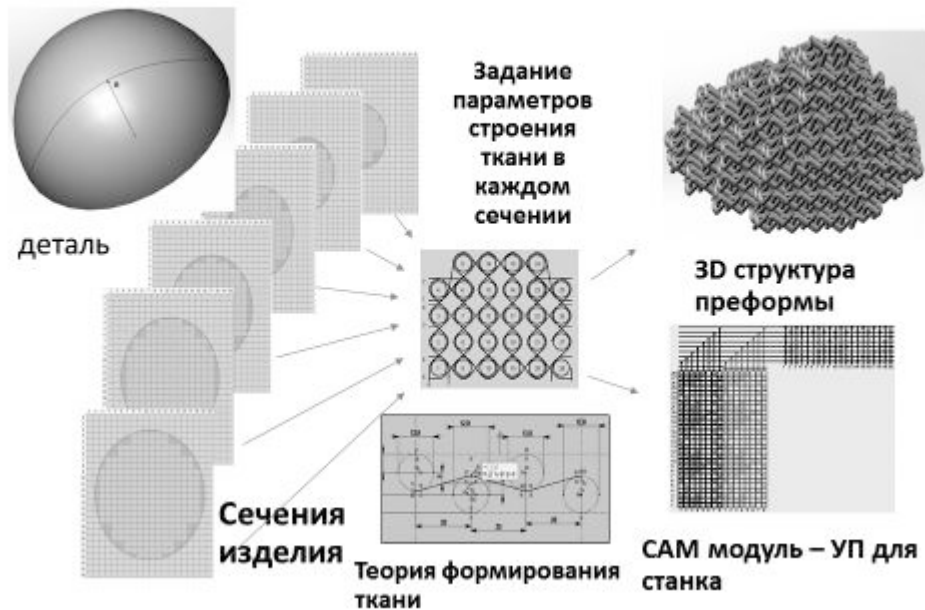 деталь
Задание
параметров
строения
ткани в
каждом
сечении
3D структура
преформы
Сечения
изделия
Теория формирования
ткани
САМ модуль – УП для
станка